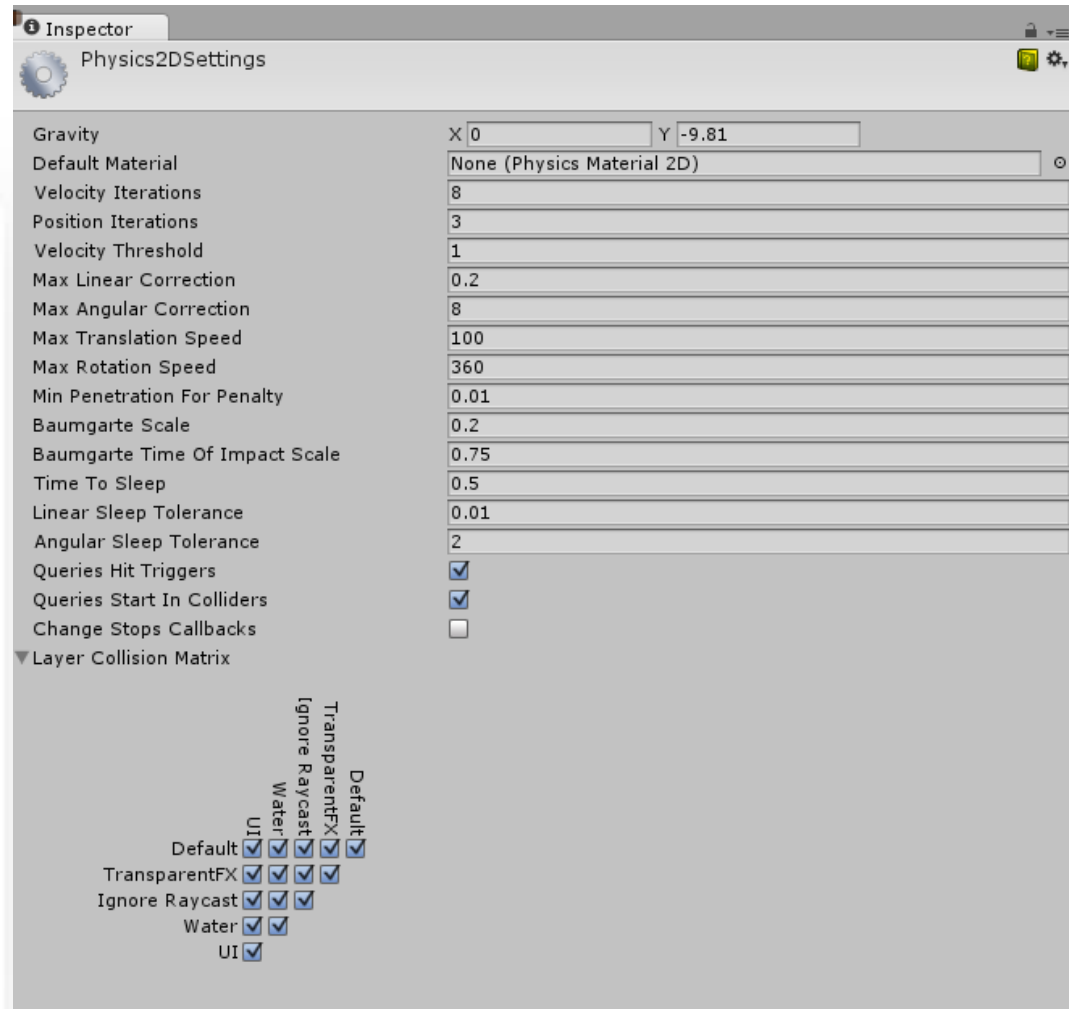 Inspector
Physics2DSettings
Gravity X 0 Y -9.81
Default Material None (Physics Material 2D)
Velocity Iterations 8
Position Iterations 3
Velocity Threshold 1
Max Linear Correction 0.2
Max Angular Correction 8
Max Translation Speed 100
Max Rotation Speed 360
Min Penetration For Penalty 0.01
Baumgarte Scale 0.2
Baumgarte Time Of Impact Scale 0.75
Time To Sleep 0.5
Linear Sleep Tolerance 0.01
Angular Sleep Tolerance 2
Queries Hit Triggers
Queries Start In Colliders
Change Stops Callbacks
Layer Collision Matrix
UI
Water
Ignore Raycast
TransparentFX
Default
Default
TransparentFX
Ignore Raycast
Water
UI